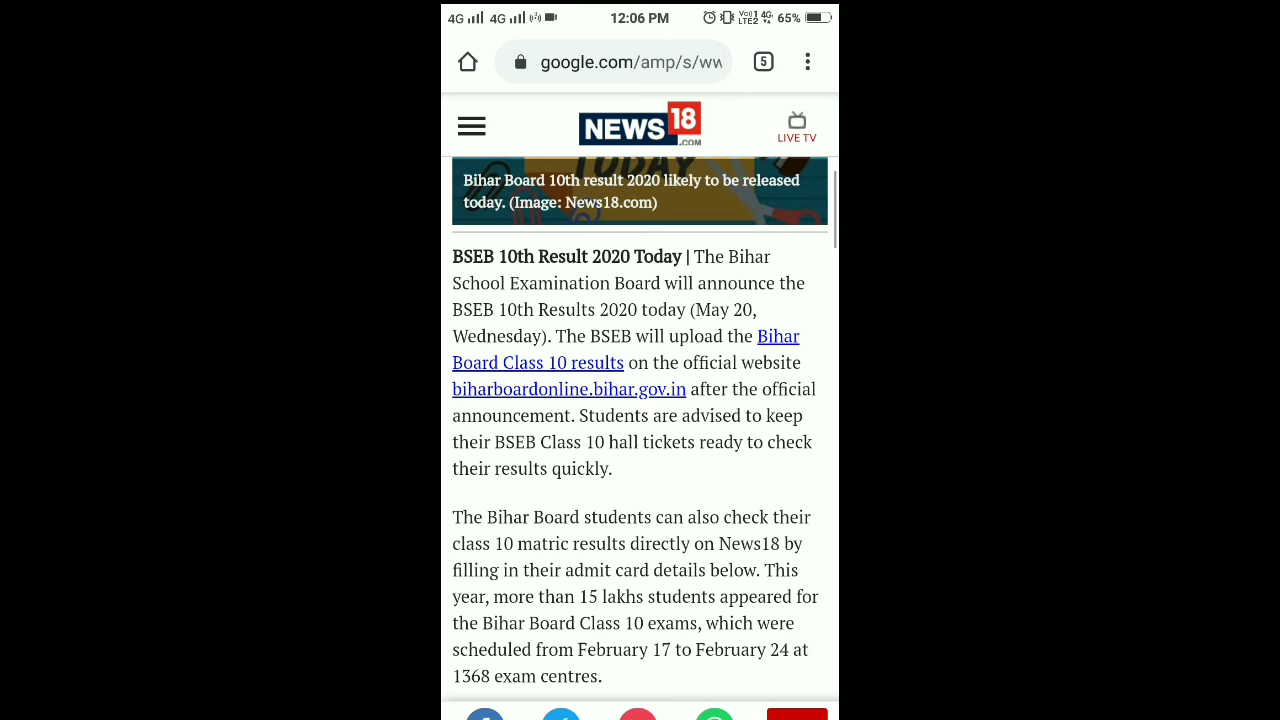 4G 4G 12:06 PM Vo) 1 4G LTE2 65%
google.com/amp/s/ww 5
NEWS 18 .COM
LIVE TV
TODAY
Bihar Board 10th result 2020 likely to be released
today. (Image: News18.com)
BSEB 10th Result 2020 Today | The Bihar
School Examination Board will announce the
BSEB 10th Results 2020 today (May 20,
Wednesday). The BSEB will upload the Bihar
Board Class 10 results on the official website
biharboardonline.bihar.gov.in after the official
announcement. Students are advised to keep
their BSEB Class 10 hall tickets ready to check
their results quickly.
The Bihar Board students can also check their
class 10 matric results directly on News18 by
filling in their admit card details below. This
year, more than 15 lakhs students appeared for
the Bihar Board Class 10 exams, which were
scheduled from February 17 to February 24 at
1368 exam centres.